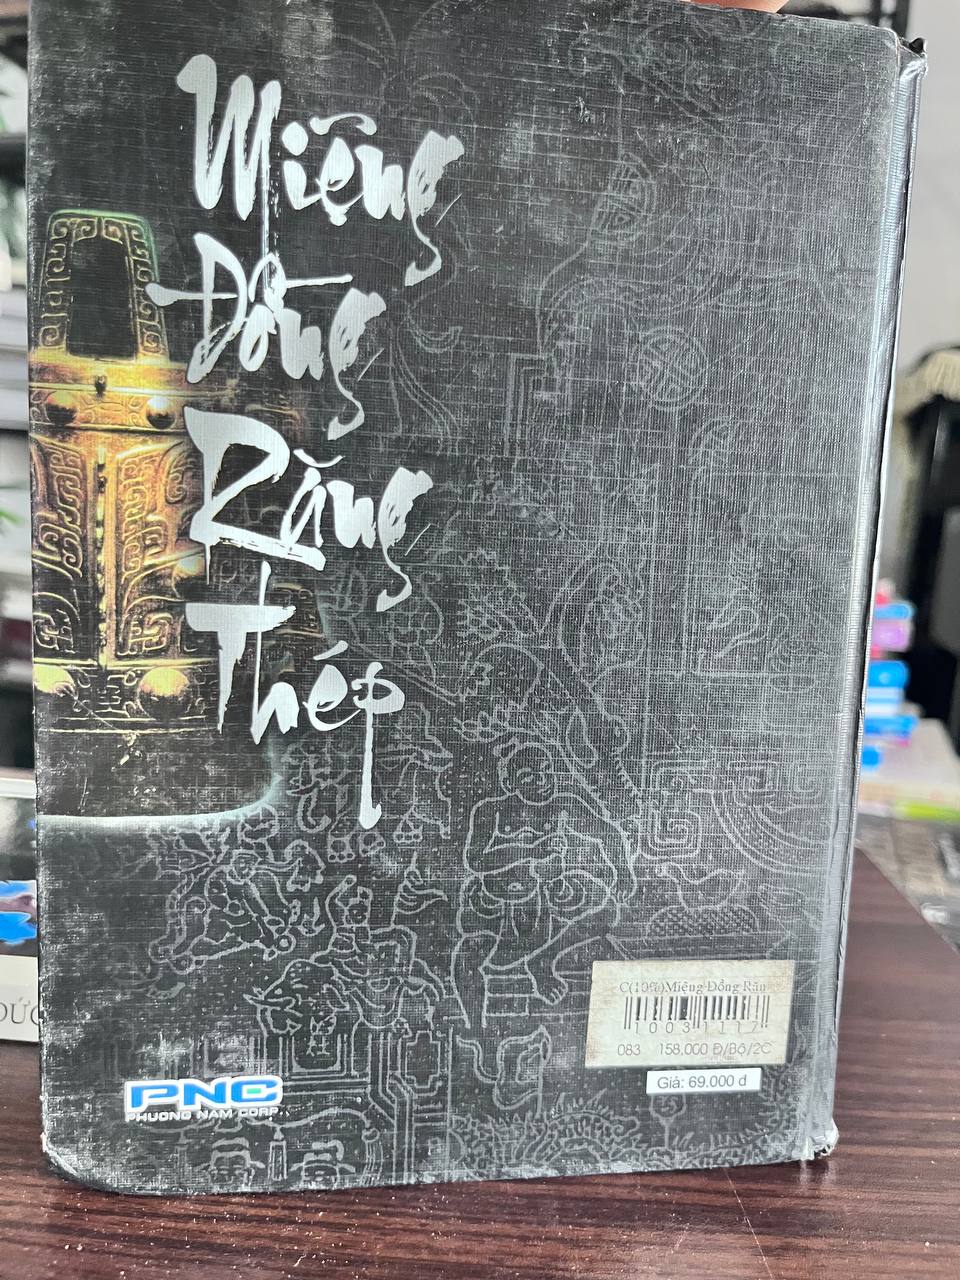 Miệng
Đồng
Răng
Thép
C(10%)Miệng Đồng Răn
10031117
083 158.000 Đ/Bộ/2C
Giá: 69.000 đ
PNC
PHUONG NAM CORP